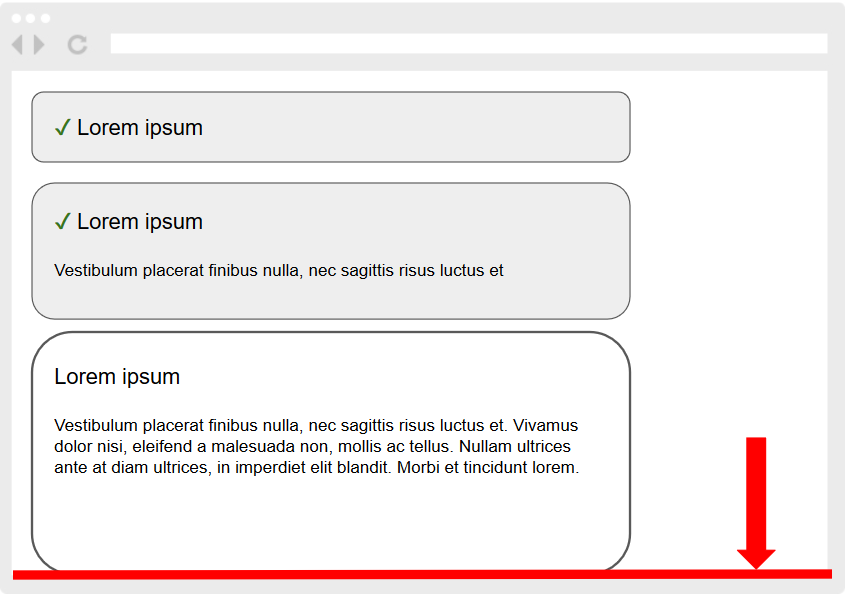 ✓ Lorem ipsum
✓ Lorem ipsum
Vestibulum placerat finibus nulla, nec sagittis risus luctus et
Lorem ipsum
Vestibulum placerat finibus nulla, nec sagittis risus luctus et. Vivamus
dolor nisi, eleifend a malesuada non, mollis ac tellus. Nullam ultrices
ante at diam ultrices, in imperdiet elit blandit. Morbi et tincidunt lorem.